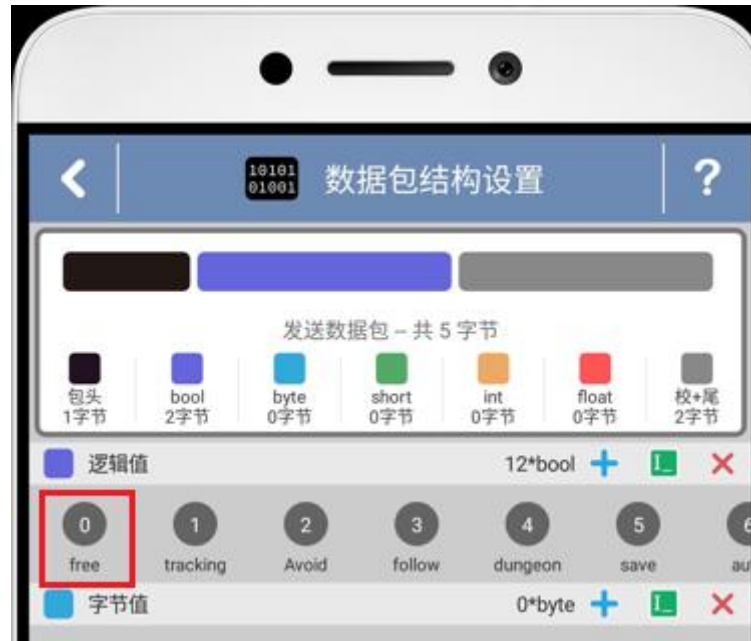 10101
01001
数据包结构设置
?
发送数据包 – 共 5 字节
包头 bool byte short int float 校+尾
1字节 2字节 0字节 0字节 0字节 0字节 2字节
逻辑值 12*bool
0 1 2 3 4 5
free tracking Avoid follow dungeon save au
字节值 0*byte